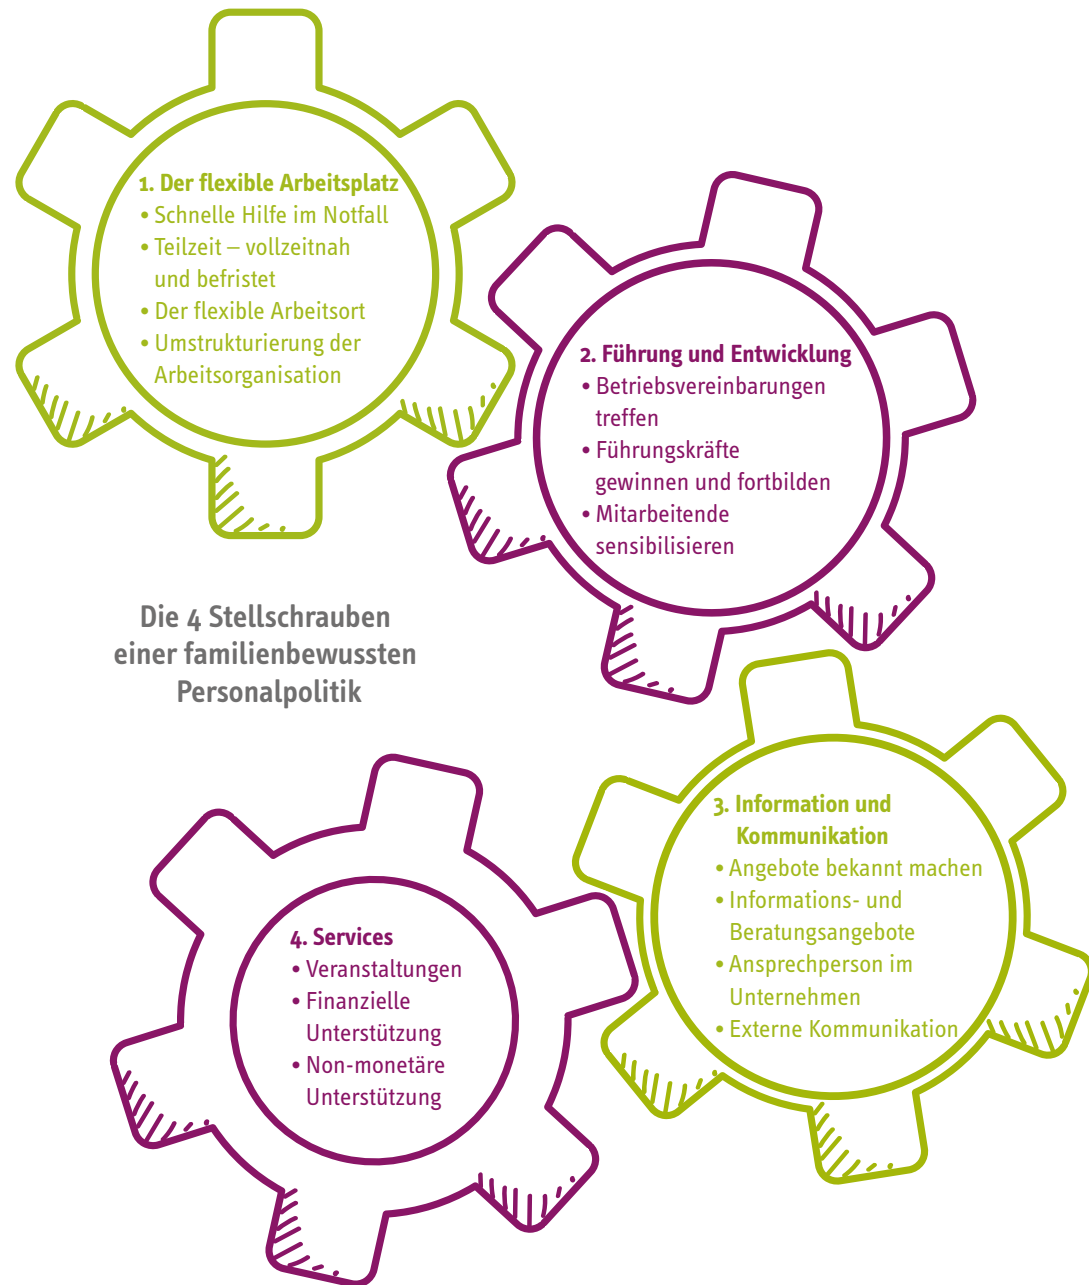 1. Der flexible Arbeitsplatz
• Schnelle Hilfe im Notfall
• Teilzeit – vollzeitnah
und befristet
• Der flexible Arbeitsort
• Umstrukturierung der
Arbeitsorganisation
2. Führung und Entwicklung
• Betriebsvereinbarungen
treffen
• Führungskräfte
gewinnen und fortbilden
• Mitarbeitende
sensibilisieren
Die 4 Stellschrauben
einer familienbewussten
Personalpolitik
3. Information und
Kommunikation
• Angebote bekannt machen
• Informations- und
Beratungsangebote
• Ansprechperson im
Unternehmen
• Externe Kommunikation
4. Services
• Veranstaltungen
• Finanzielle
Unterstützung
• Non-monetäre
Unterstützung